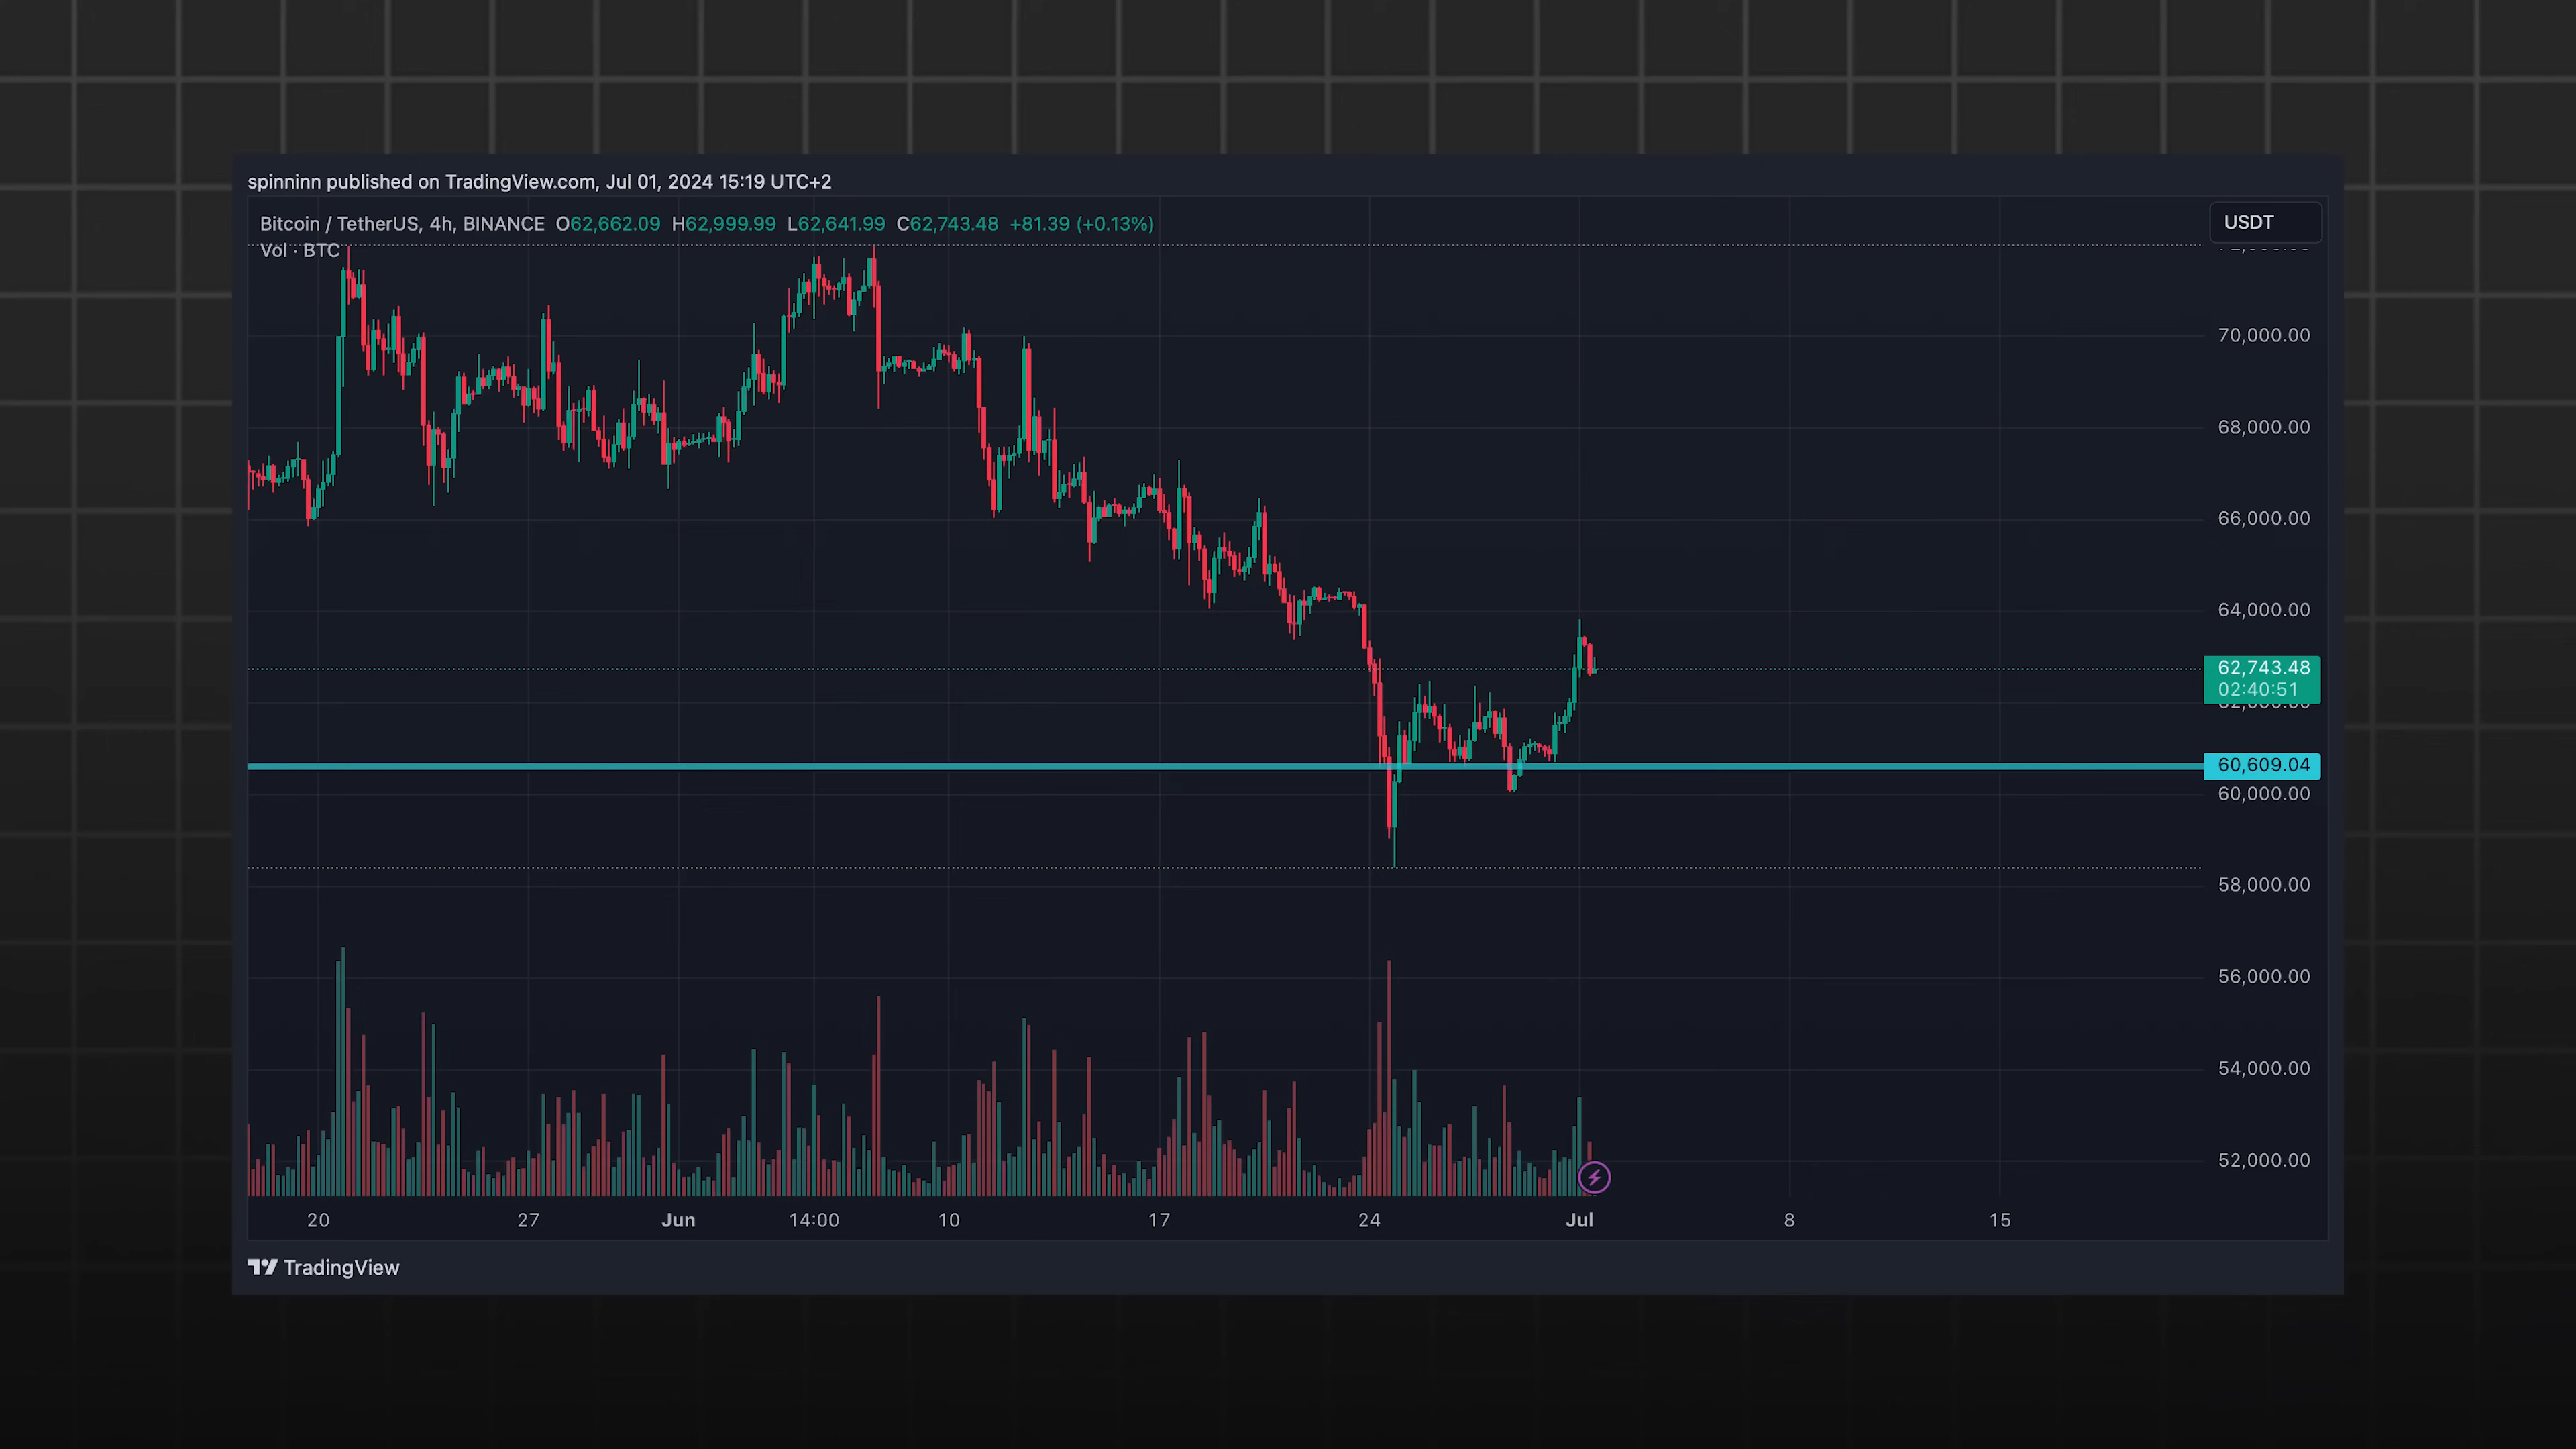 spinninn published on TradingView.com, Jul 01, 2024 15:19 UTC+2
Bitcoin / TetherUS, 4h, BINANCE O62,662.09 H62,999.99 L62,641.99 C62,743.48 +81.39 (+0.13%)
USDT
Vol · BTC
70,000.00
68,000.00
66,000.00
64,000.00
62,743.48
02:40:51
60,609.04
60,000.00
58,000.00
56,000.00
54,000.00
52,000.00
20 27 Jun 14:00 10 17 24 Jul 8 15
TradingView